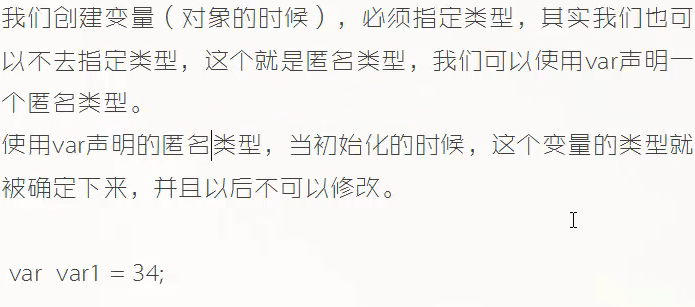 我们创建变量（对象的时候），必须指定类型，其实我们也可
以不去指定类型，这个就是匿名类型，我们可以使用var声明一
个匿名类型。
使用var声明的匿名类型，当初始化的时候，这个变量的类型就
被确定下来，并且以后不可以修改。
var var1 = 34;